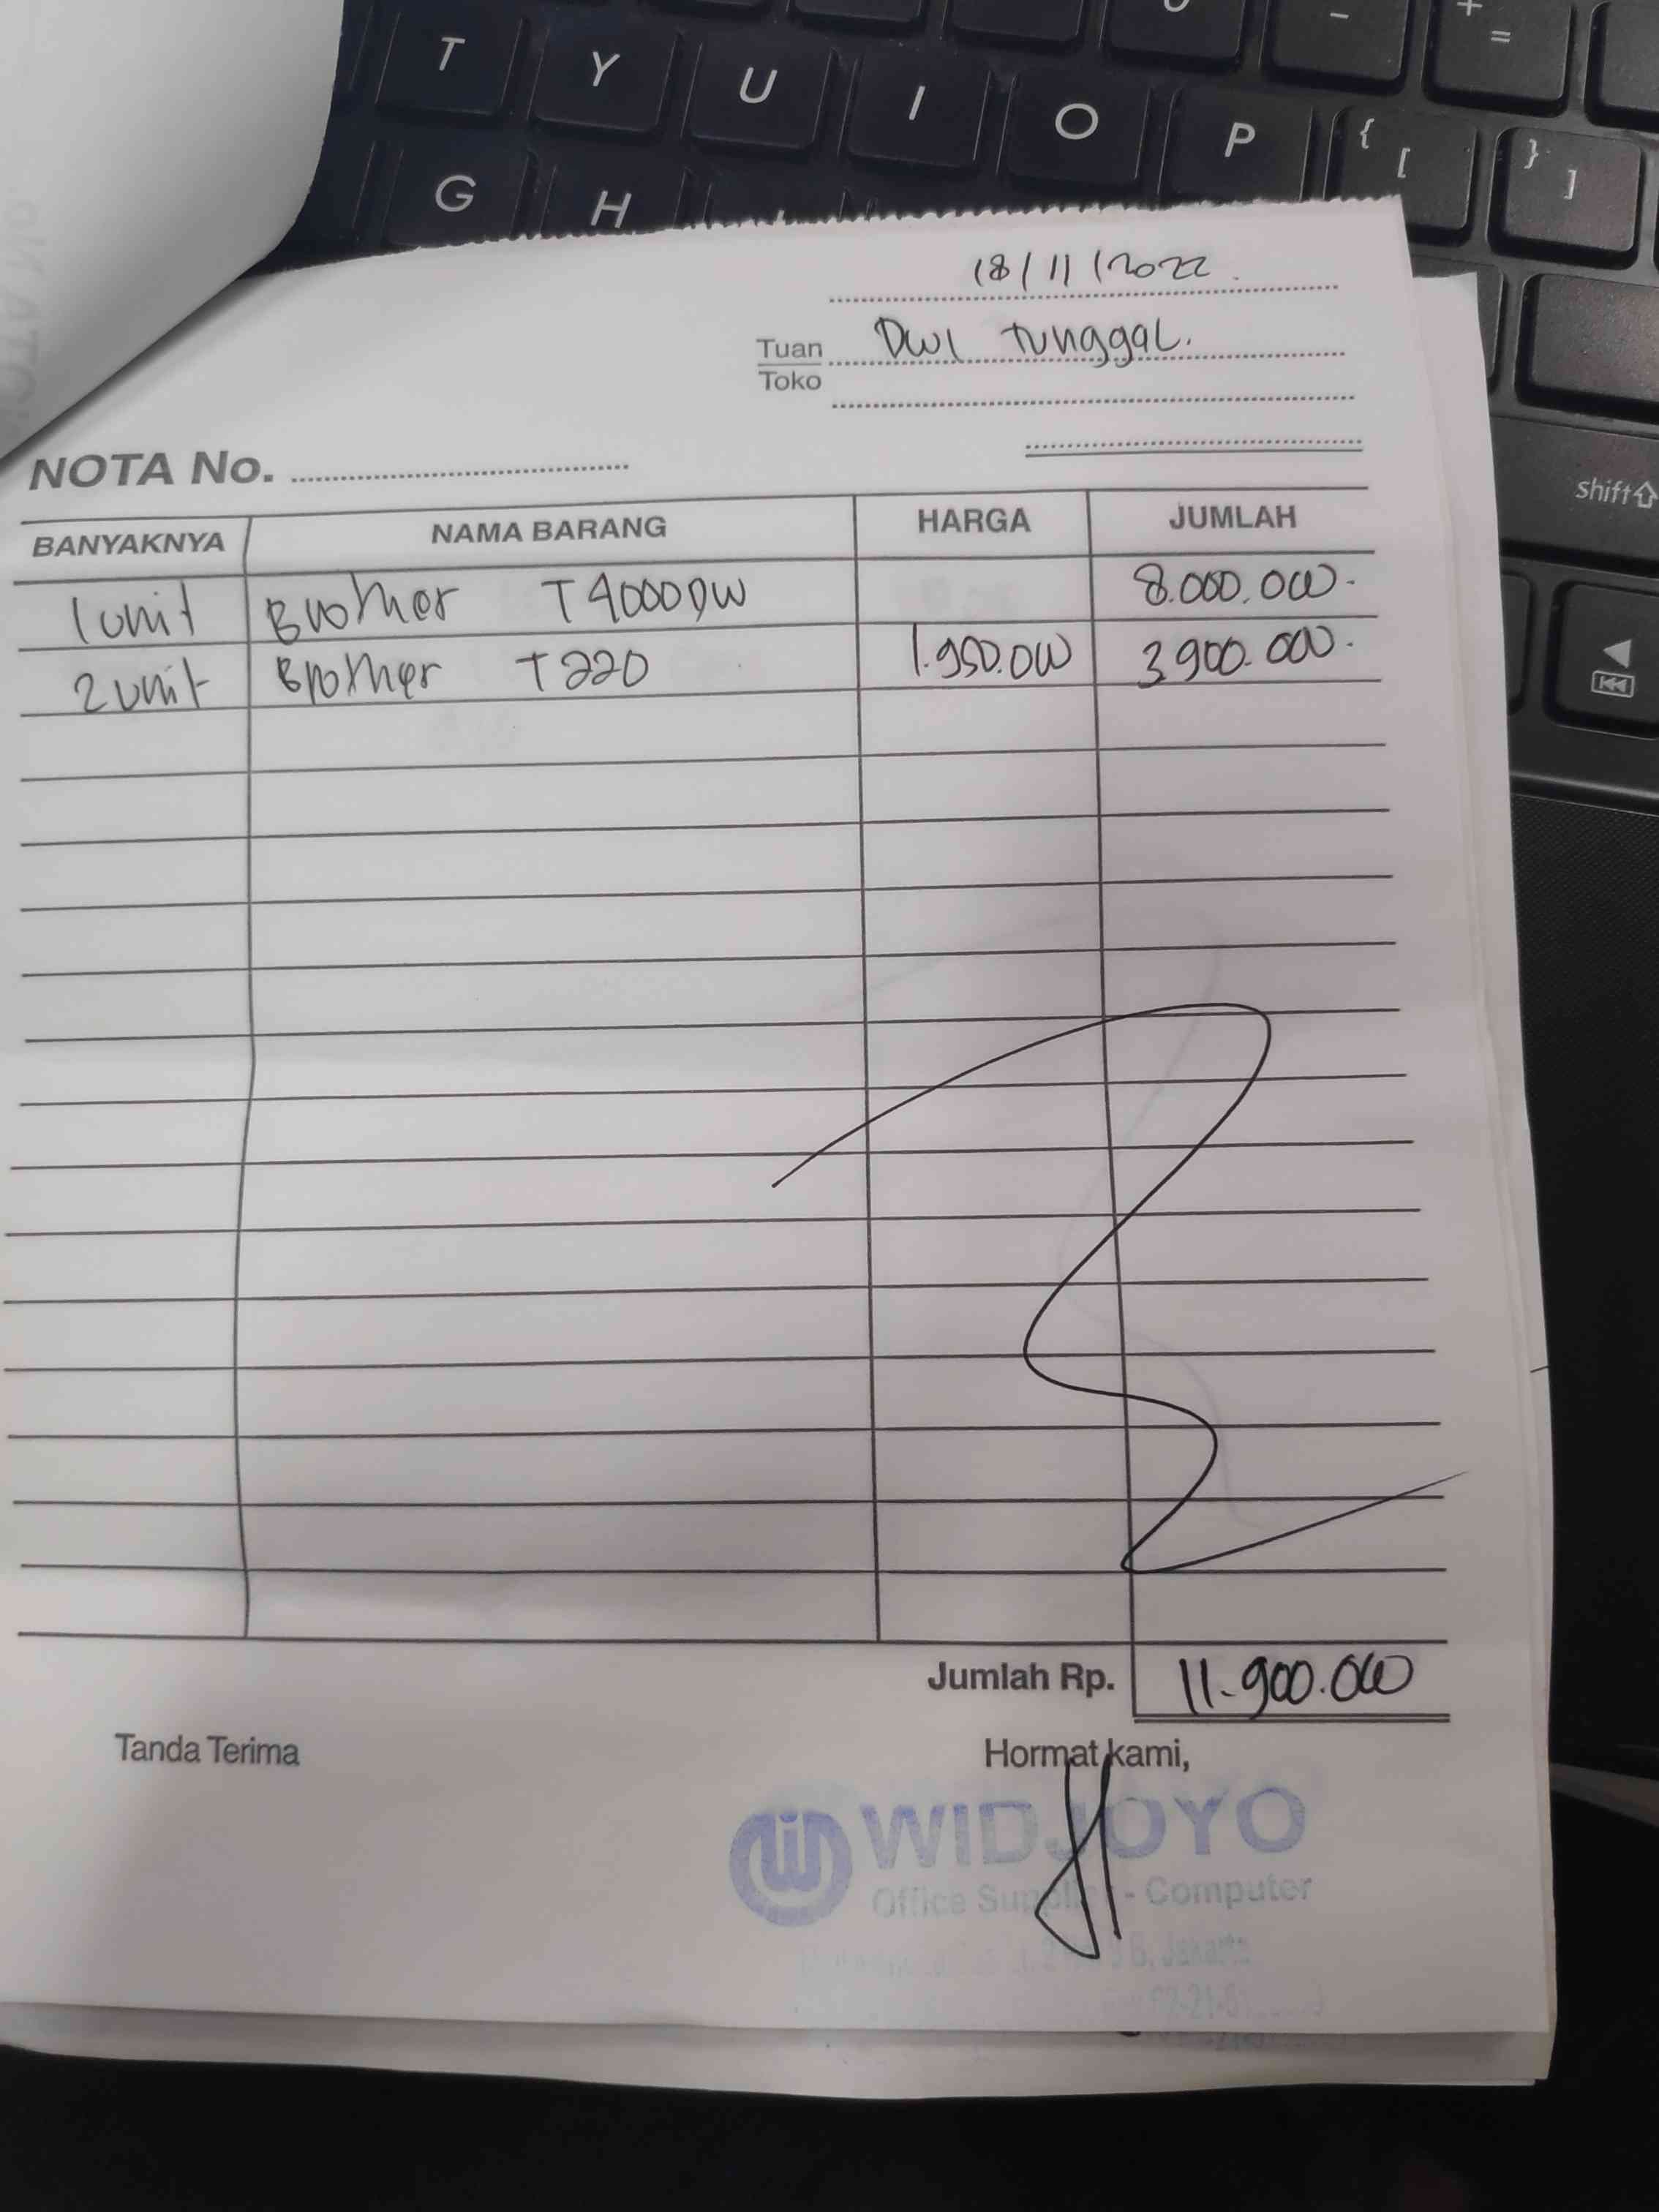 T Y U I O P { [ } ]
- + =
G H
shift
18/11/2022
Tuan Dwi Tunggal.
Toko
NOTA No.
BANYAKNYA NAMA BARANG HARGA JUMLAH
1 unit Brother T4000DW 8.000.000.-
2 unit Brother T220 1.950.000 3.900.000.-
Jumlah Rp. 11.900.000
Tanda Terima Hormat kami,
WIDJOYO
Office Supplies - Computer
Jakarta